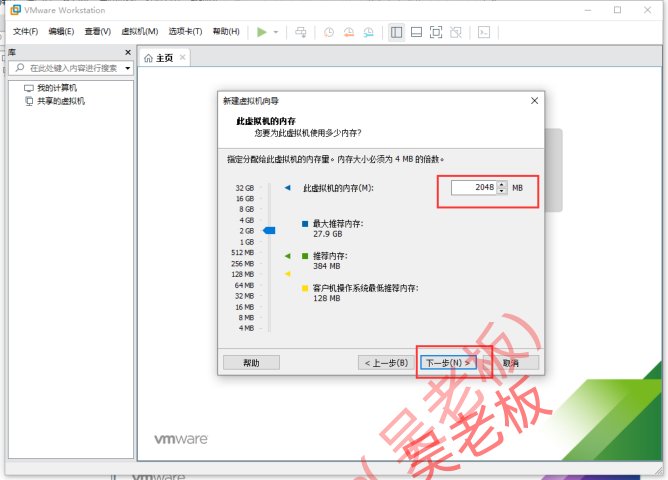 VMware Workstation
文件(F) 编辑(E) 查看(V) 虚拟机(M) 选项卡(T) 帮助(H)
库
在此处键入内容进行搜索
我的计算机
共享的虚拟机
主页
新建虚拟机向导
此虚拟机的内存
您要为此虚拟机使用多少内存?
指定分配给此虚拟机的内存量。内存大小必须为 4 MB 的倍数。
32 GB
16 GB
8 GB
4 GB
2 GB
1 GB
512 MB
256 MB
128 MB
64 MB
32 MB
16 MB
8 MB
4 MB
此虚拟机的内存(M): 2048 MB
最大推荐内存:
27.9 GB
推荐内存:
384 MB
客户机操作系统最低推荐内存:
128 MB
帮助 < 上一步(B) 下一步(N) > 取消
vmware
(吴老板)
吴老板
vmware